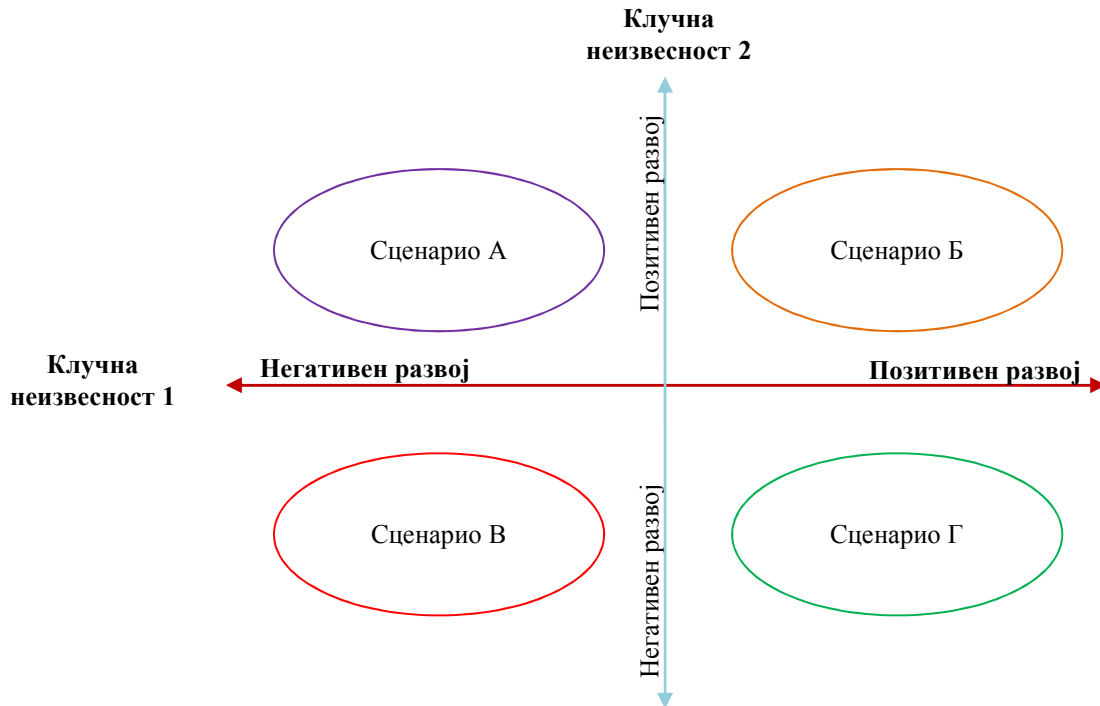 Клучна
неизвесност 2
Позитивен развој
Сценарио А
Сценарио Б
Клучна
неизвесност 1
Негативен развој
Позитивен развој
Негативен развој
Сценарио В
Сценарио Г